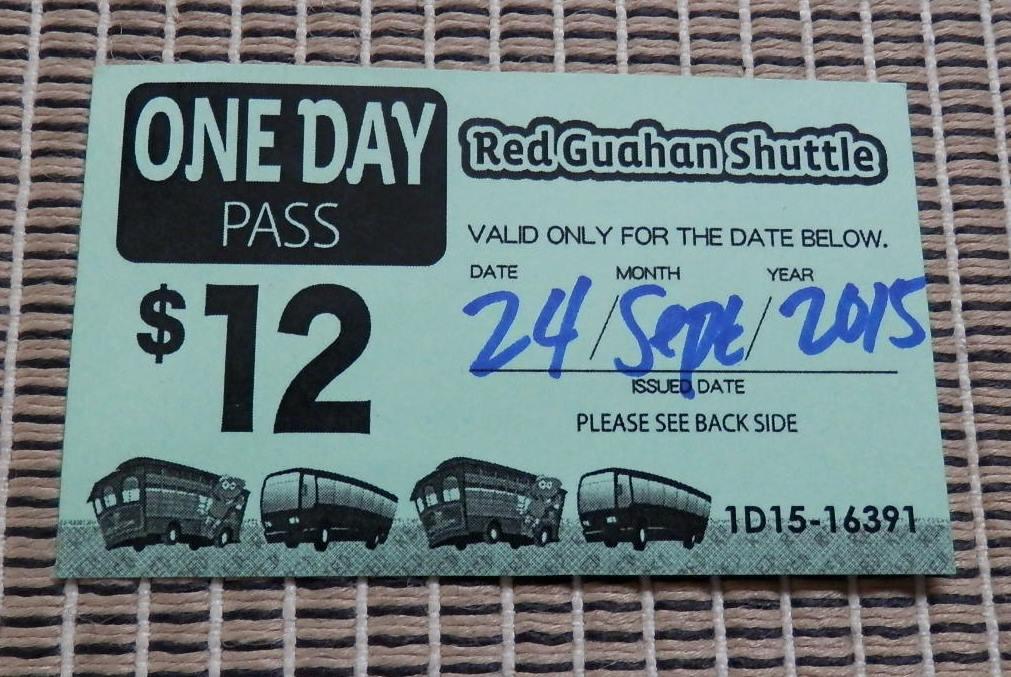 ONE DAY
PASS
$12
Red Guahan Shuttle
VALID ONLY FOR THE DATE BELOW.
DATE MONTH YEAR
24 / Sept / 2015
ISSUED DATE
PLEASE SEE BACK SIDE
1D15-16391